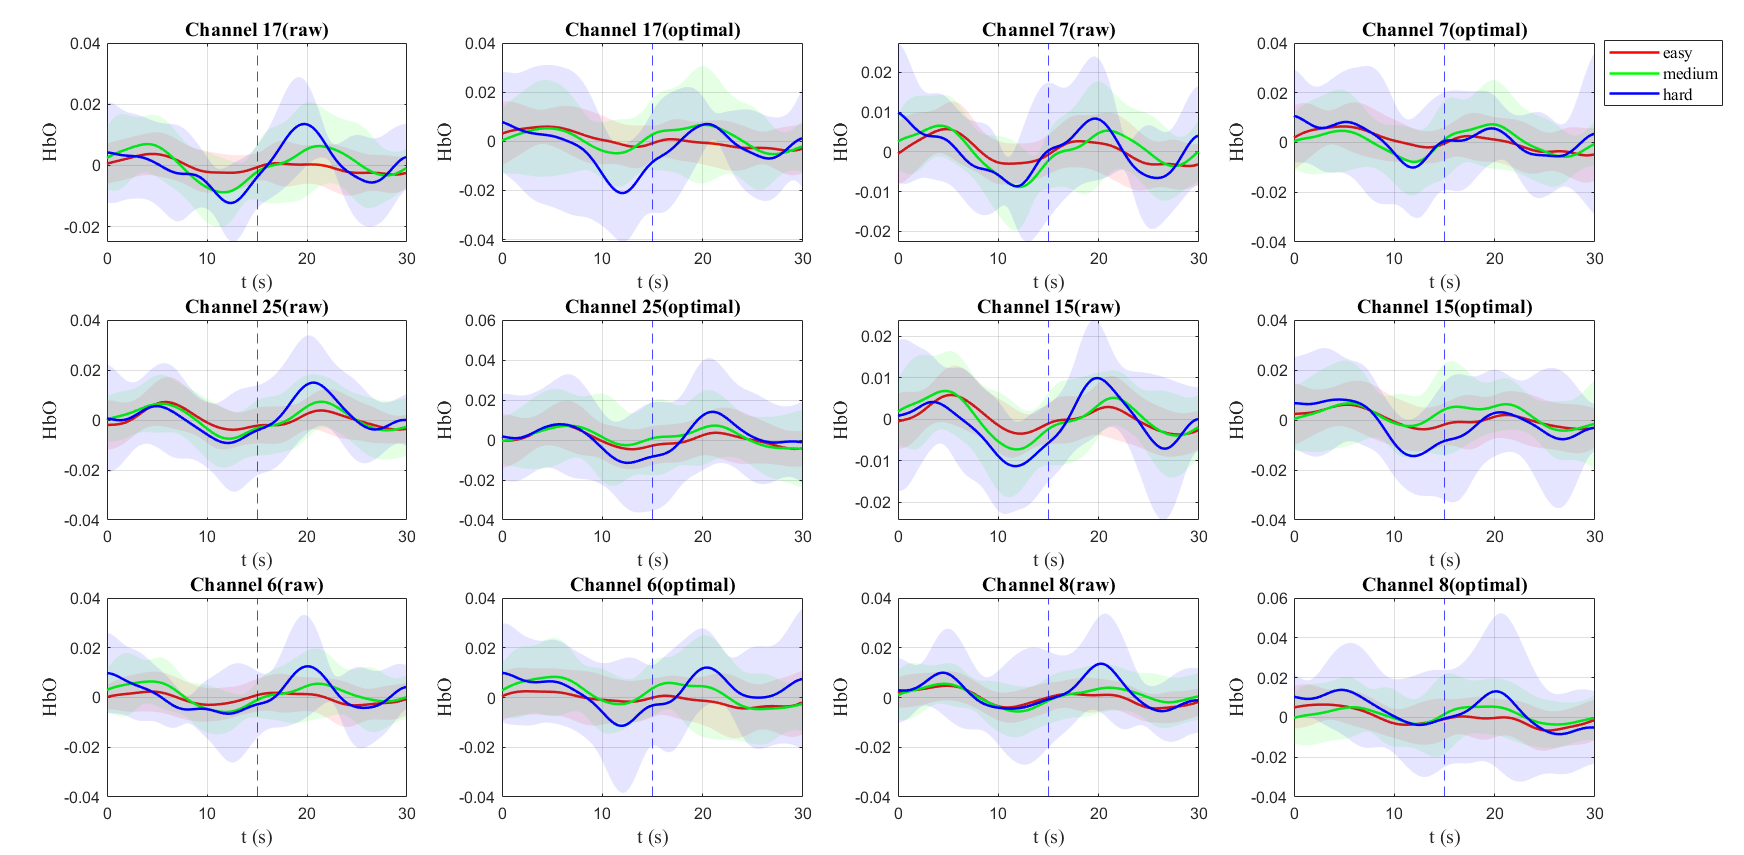 Channel 17(raw)
0.04
0.02
0
-0.02
HbO
0 10 20 30
t (s)
Channel 17(optimal)
0.04
0.02
0
-0.02
-0.04
HbO
0 10 20 30
t (s)
Channel 7(raw)
0.02
0.01
0
-0.01
-0.02
HbO
0 10 20 30
t (s)
Channel 7(optimal)
0.04
0.02
0
-0.02
-0.04
HbO
0 10 20 30
t (s)
easy
medium
hard
Channel 25(raw)
0.04
0.02
0
-0.02
-0.04
HbO
0 10 20 30
t (s)
Channel 25(optimal)
0.06
0.04
0.02
0
-0.02
-0.04
HbO
0 10 20 30
t (s)
Channel 15(raw)
0.02
0.01
0
-0.01
-0.02
HbO
0 10 20 30
t (s)
Channel 15(optimal)
0.04
0.02
0
-0.02
-0.04
HbO
0 10 20 30
t (s)
Channel 6(raw)
0.04
0.02
0
-0.02
-0.04
HbO
0 10 20 30
t (s)
Channel 6(optimal)
0.04
0.02
0
-0.02
-0.04
HbO
0 10 20 30
t (s)
Channel 8(raw)
0.04
0.02
0
-0.02
-0.04
HbO
0 10 20 30
t (s)
Channel 8(optimal)
0.06
0.04
0.02
0
-0.02
-0.04
HbO
0 10 20 30
t (s)